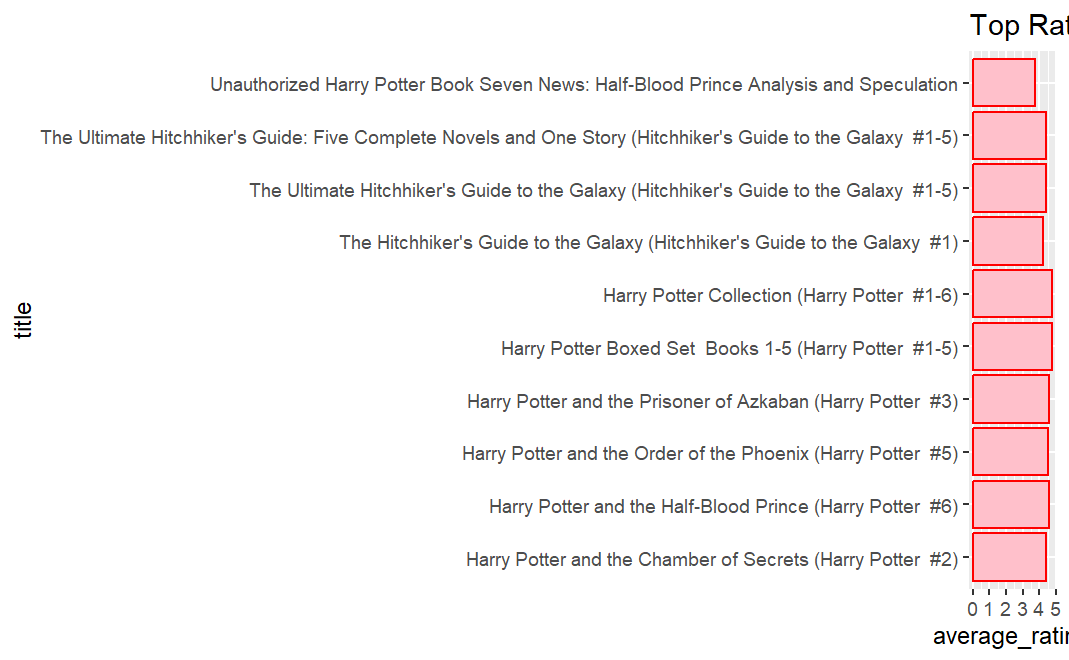 Top Rat
Unauthorized Harry Potter Book Seven News: Half-Blood Prince Analysis and Speculation
The Ultimate Hitchhiker's Guide: Five Complete Novels and One Story (Hitchhiker's Guide to the Galaxy  #1-5)
The Ultimate Hitchhiker's Guide to the Galaxy (Hitchhiker's Guide to the Galaxy  #1-5)
The Hitchhiker's Guide to the Galaxy (Hitchhiker's Guide to the Galaxy  #1)
Harry Potter Collection (Harry Potter  #1-6)
title
Harry Potter Boxed Set  Books 1-5 (Harry Potter  #1-5)
Harry Potter and the Prisoner of Azkaban (Harry Potter  #3)
Harry Potter and the Order of the Phoenix (Harry Potter  #5)
Harry Potter and the Half-Blood Prince (Harry Potter  #6)
Harry Potter and the Chamber of Secrets (Harry Potter  #2)
0 1 2 3 4 5
average_ratin